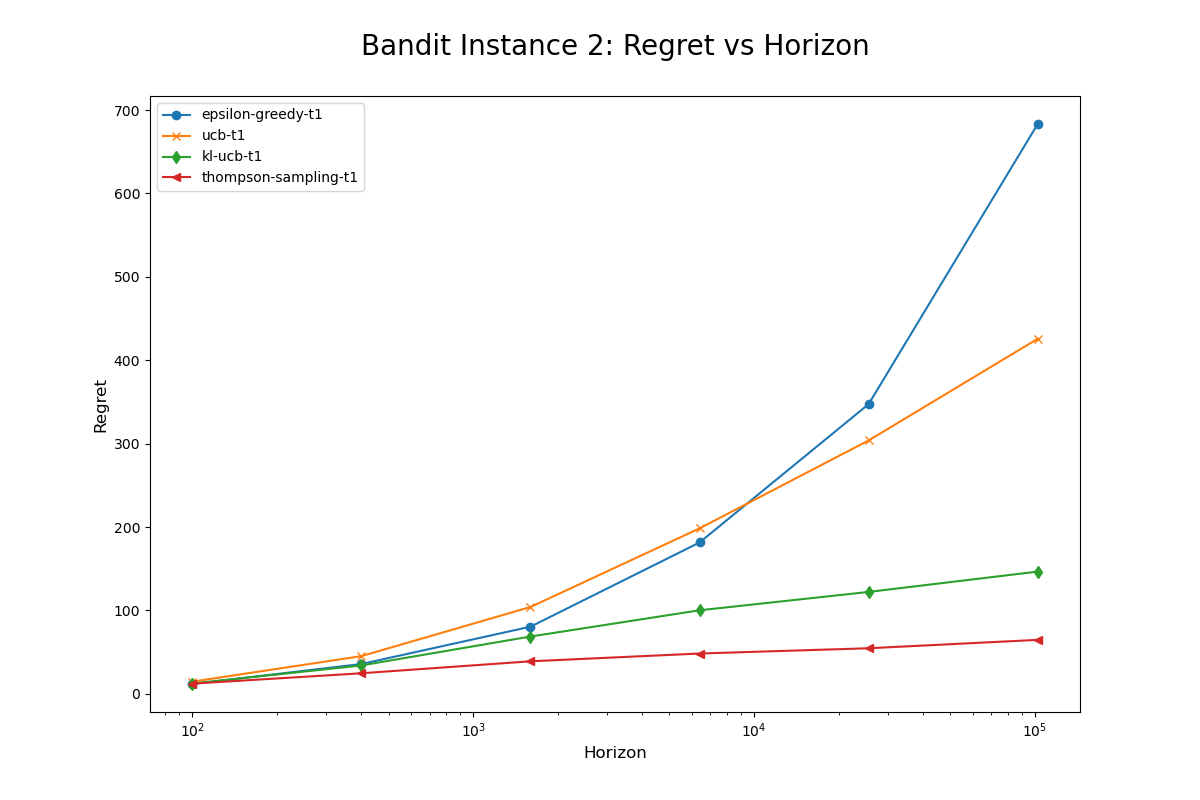 Bandit Instance 2: Regret vs Horizon
epsilon-greedy-t1
ucb-t1
kl-ucb-t1
thompson-sampling-t1
700
600
500
400
300
200
100
0
Regret
10² 10³ 10⁴ 10⁵
Horizon